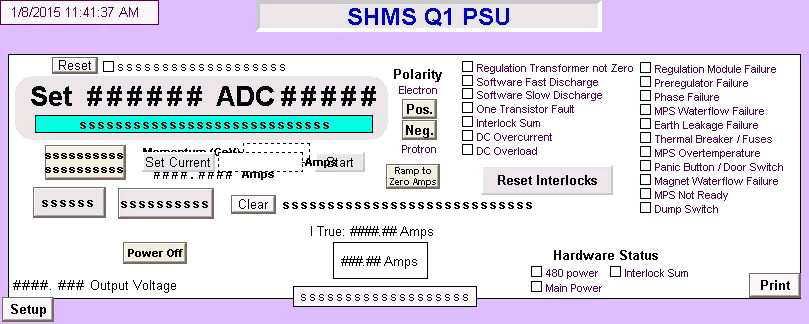 1/8/2015 11:41:37 AM
SHMS Q1 PSU
Reset
SSSSSSSSSSSSSSSSSS
Set ###### ADC #####
SSSSSSSSSSSSSSSSSSSSSSSSSSS
Polarity
Electron
Pos.
Neg.
Protron
Regulation Transformer not Zero
Software Fast Discharge
Software Slow Discharge
One Transistor Fault
Interlock Sum
DC Overcurrent
DC Overload
Regulation Module Failure
Preregulator Failure
Phase Failure
MPS Waterflow Failure
Earth Leakage Failure
Thermal Breaker / Fuses
MPS Overtemperature
Panic Button / Door Switch
Magnet Waterflow Failure
MPS Not Ready
Dump Switch
SSSSSSSSSS
SSSSSSSSSS
Momentum (GeV)
Set Current
Amps
Start
####.#### Amps
Ramp to
Zero Amps
Reset Interlocks
SSSSSS
SSSSSSSSSS
Clear
SSSSSSSSSSSSSSSSSSSSSSSSSSSSSSSSSSS
I True: ####.## Amps
Power Off
###.## Amps
Hardware Status
480 power
Interlock Sum
Main Power
####. ### Output Voltage
SSSSSSSSSSSSSSSSSS
Print
Setup